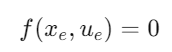 f(x_e, u_e) = 0